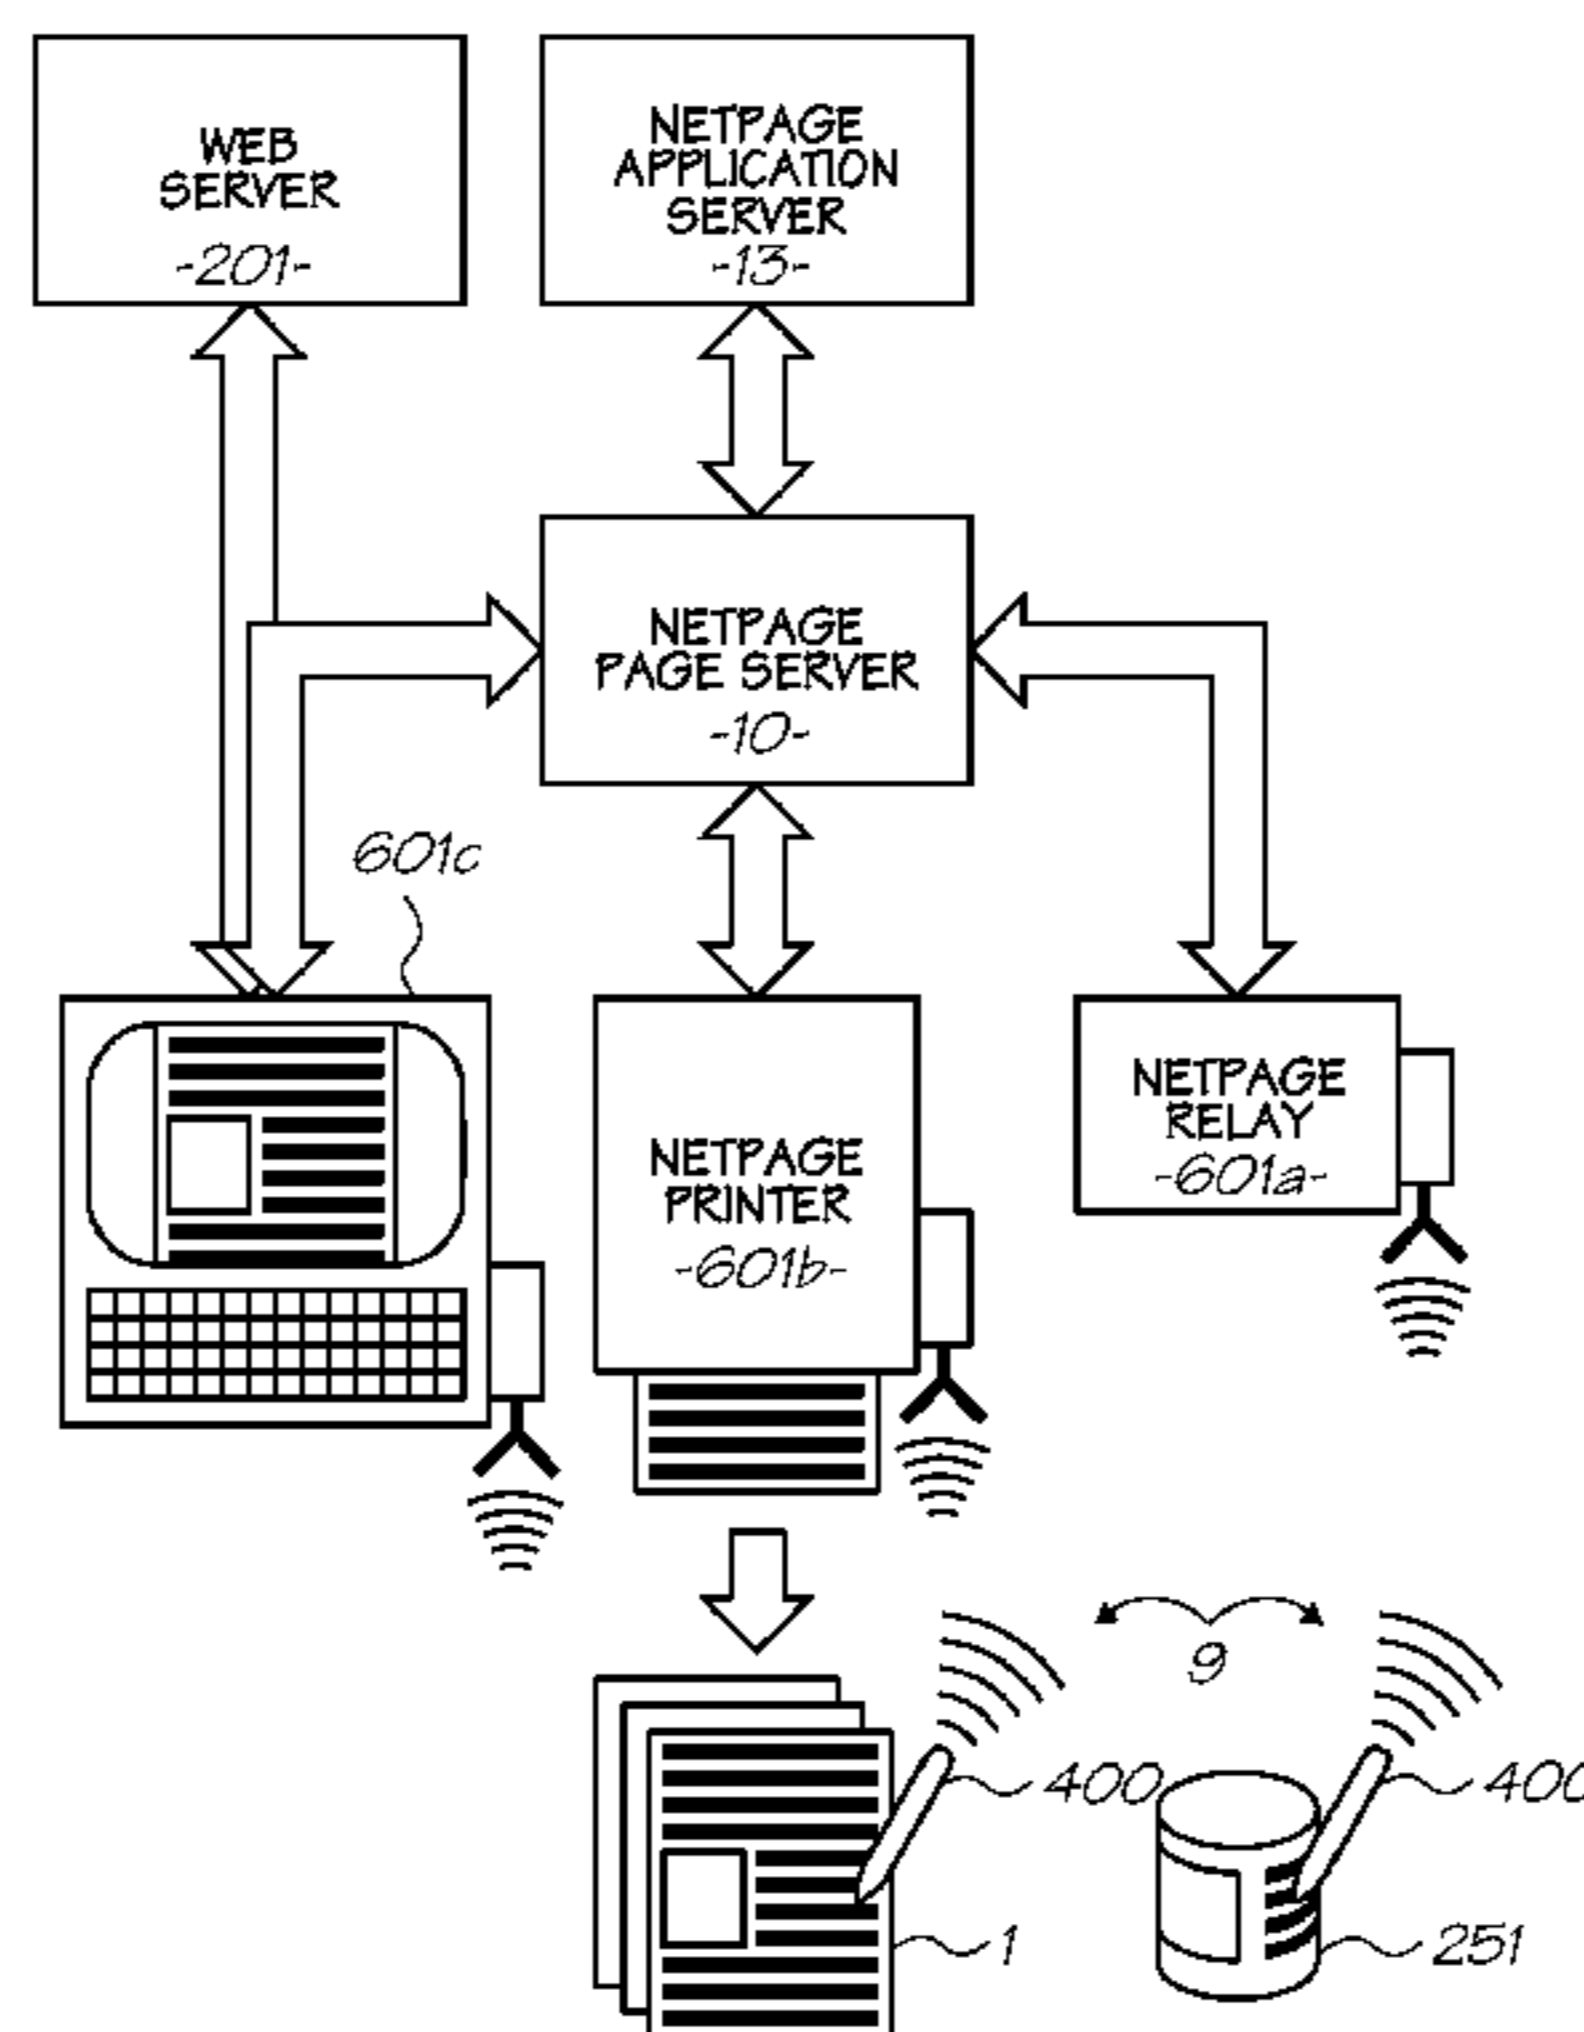 WEB
SERVER
-201-
NETPAGE
APPLICATION
SERVER
-13-
NETPAGE
PAGE SERVER
-10-
601c
NETPAGE
PRINTER
-601b-
NETPAGE
RELAY
-601a-
9
400
400
1
251